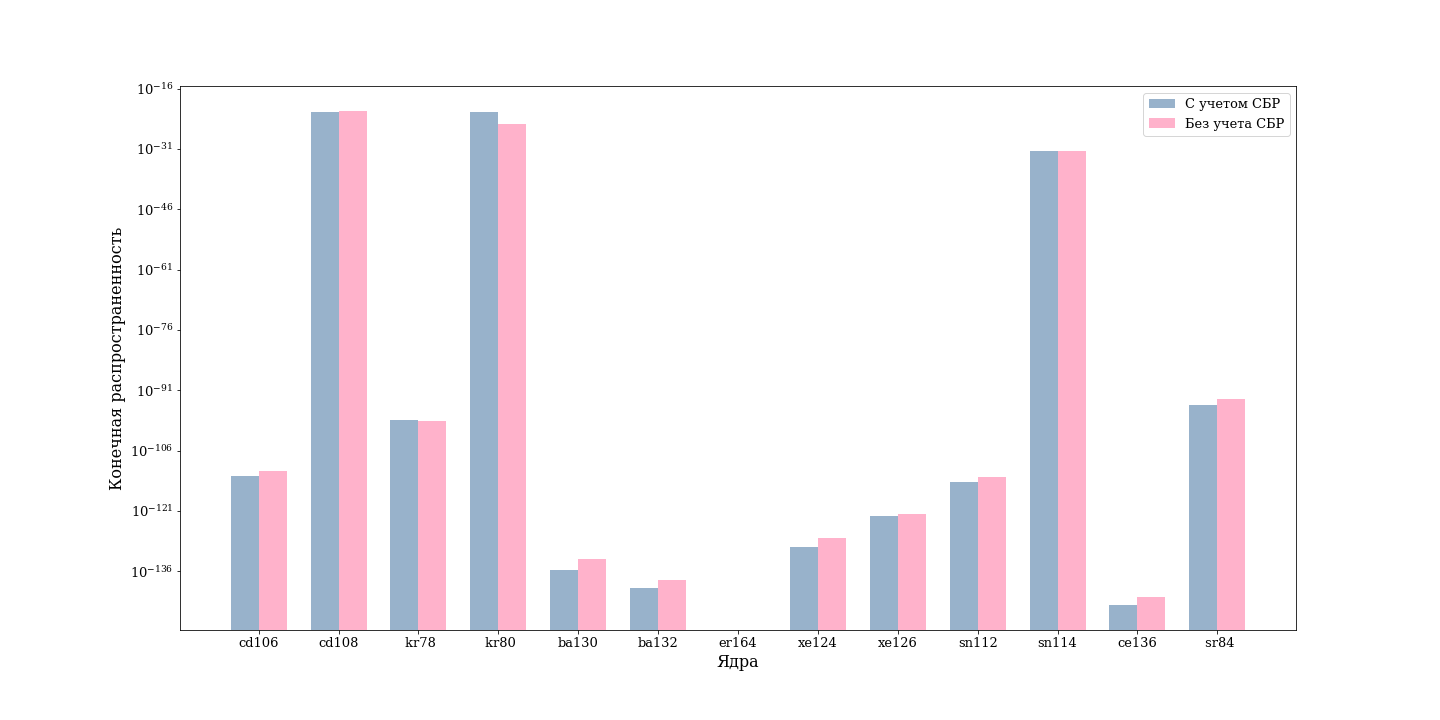 Конечная распространенность
10⁻¹⁶
10⁻³¹
10⁻⁴⁶
10⁻⁶¹
10⁻⁷⁶
10⁻⁹¹
10⁻¹⁰⁶
10⁻¹²¹
10⁻¹³⁶
С учетом СБР
Без учета СБР
cd106 cd108 kr78 kr80 ba130 ba132 er164 xe124 xe126 sn112 sn114 ce136 sr84
Ядра